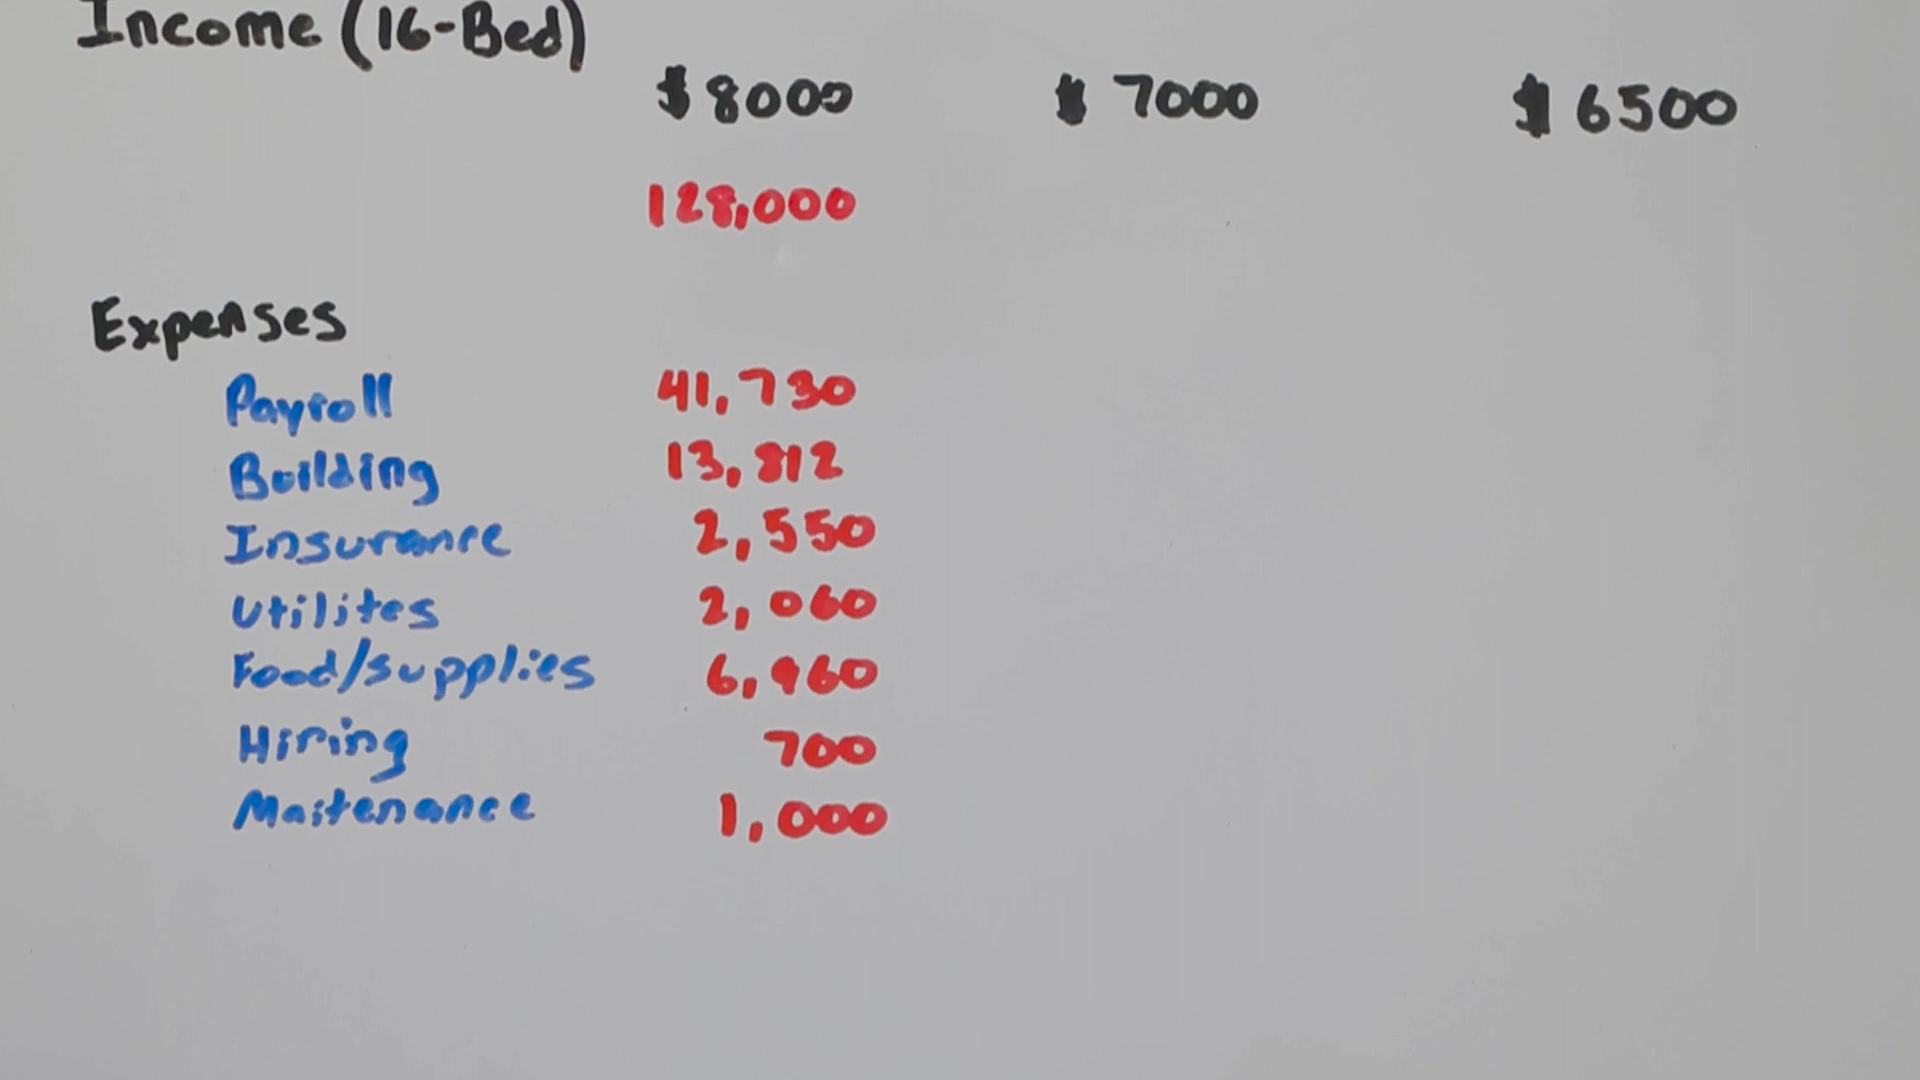 Income (16-Bed)
$ 8000 $ 7000 $ 6500
128,000
Expenses
Payroll 41,730
Building 13,812
Insurance 2,550
Utilites 2,060
Food/supplies 6,960
Hiring 700
Maitenance 1,000